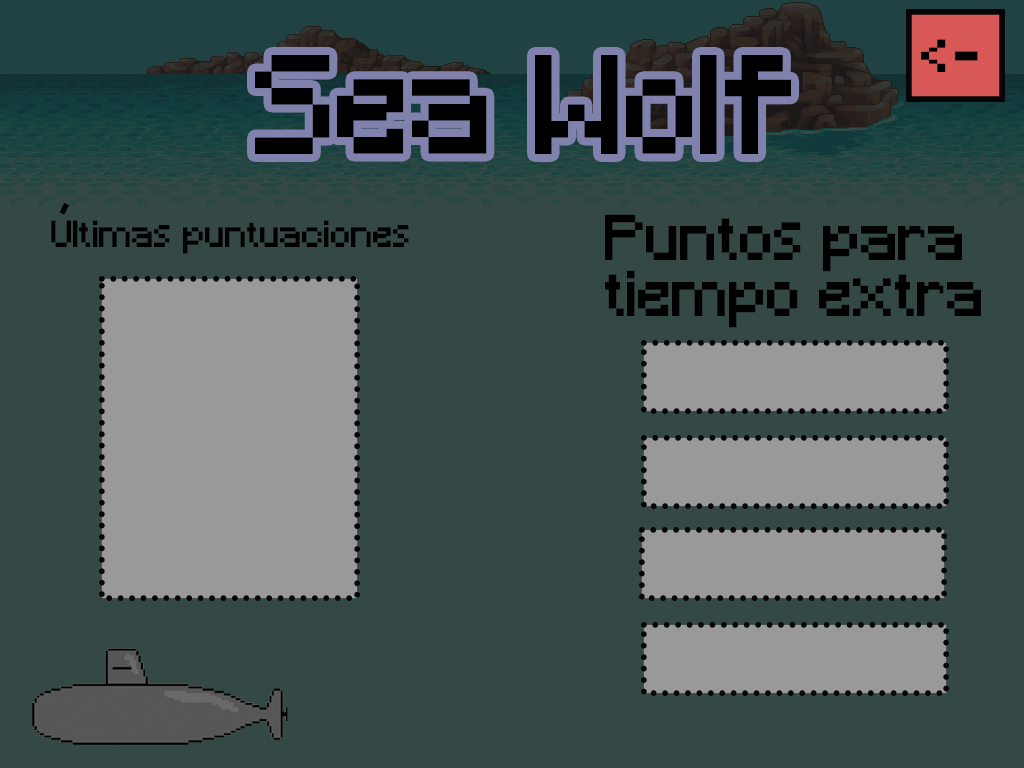 Sea Wolf
<-
Últimas puntuaciones
Puntos para
tiempo extra